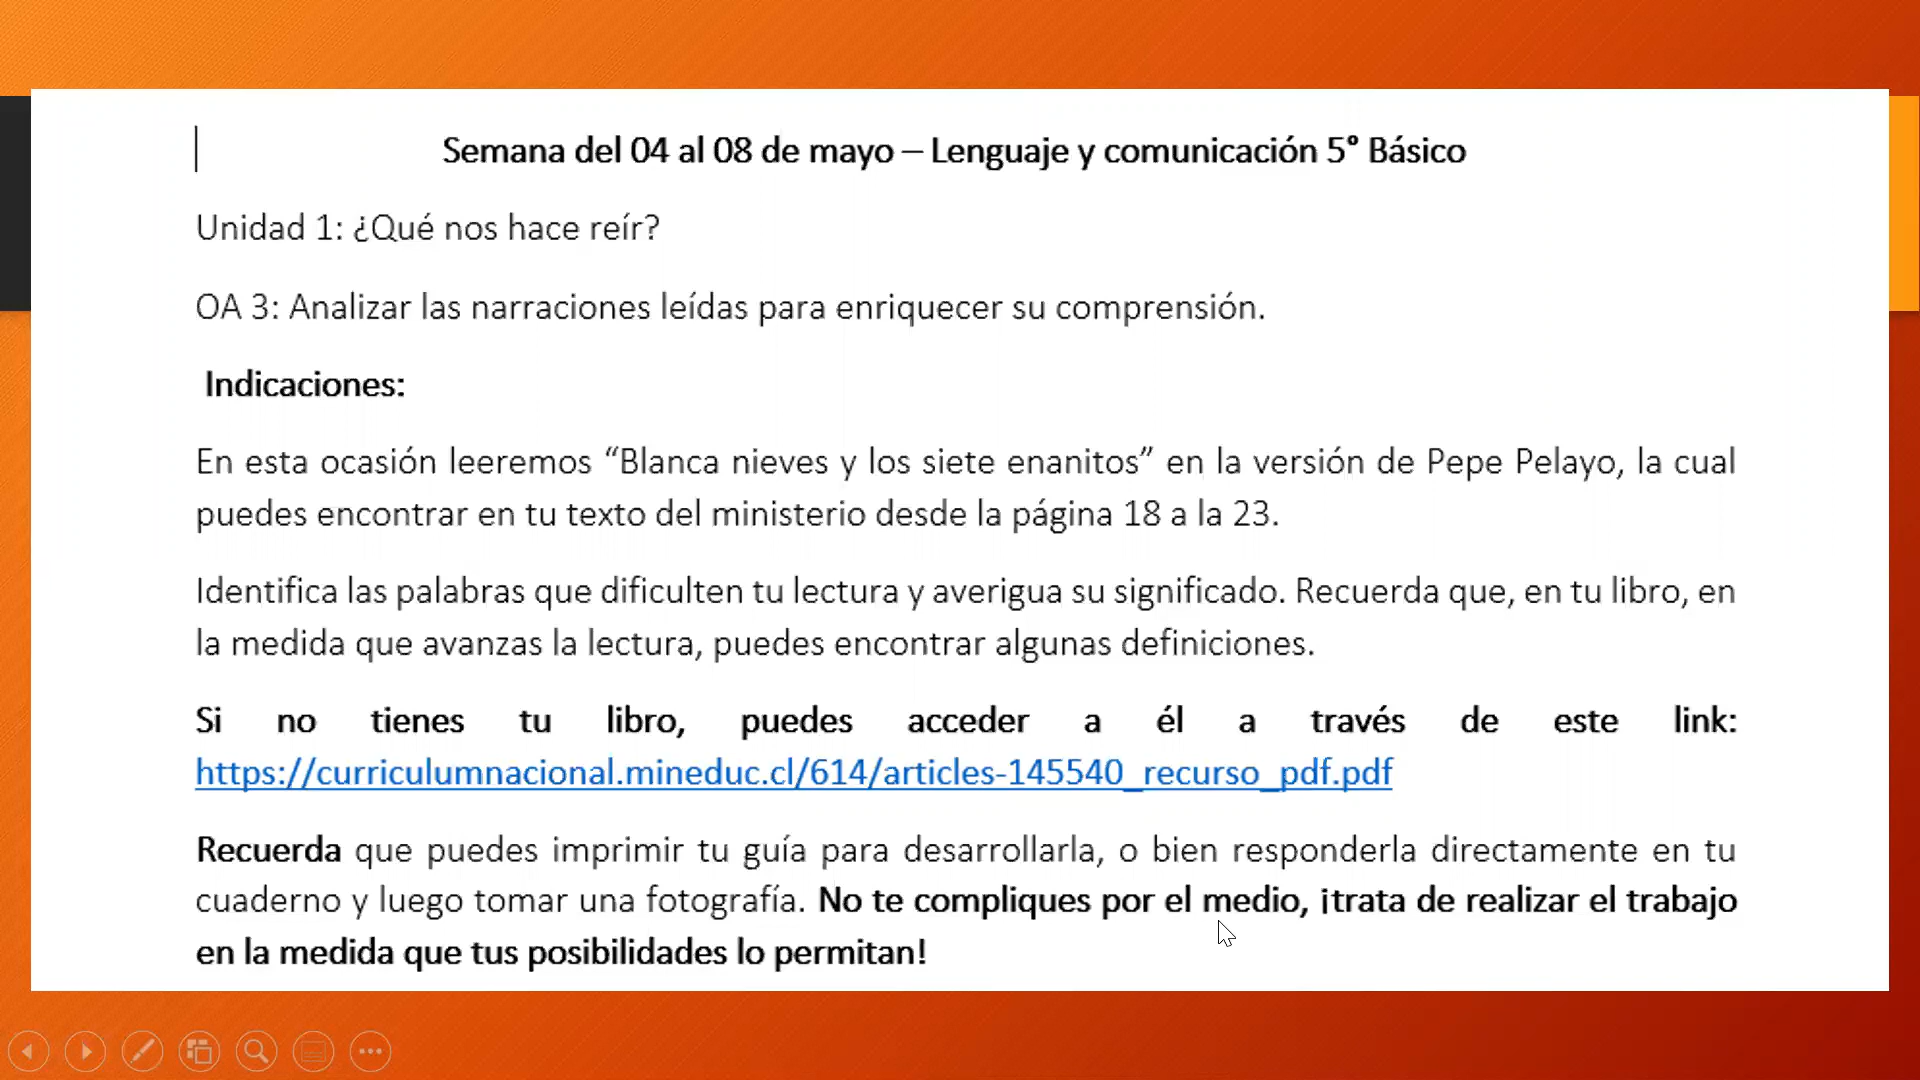 Semana del 04 al 08 de mayo – Lenguaje y comunicación 5° Básico
Unidad 1: ¿Qué nos hace reír?
OA 3: Analizar las narraciones leídas para enriquecer su comprensión.
Indicaciones:
En esta ocasión leeremos “Blanca nieves y los siete enanitos” en la versión de Pepe Pelayo, la cual
puedes encontrar en tu texto del ministerio desde la página 18 a la 23.
Identifica las palabras que dificulten tu lectura y averigua su significado. Recuerda que, en tu libro, en
la medida que avanzas la lectura, puedes encontrar algunas definiciones.
Si no tienes tu libro, puedes acceder a él a través de este link:
https://curriculumnacional.mineduc.cl/614/articles-145540_recurso_pdf.pdf
Recuerda que puedes imprimir tu guía para desarrollarla, o bien responderla directamente en tu
cuaderno y luego tomar una fotografía. No te compliques por el medio, ¡trata de realizar el trabajo
en la medida que tus posibilidades lo permitan!